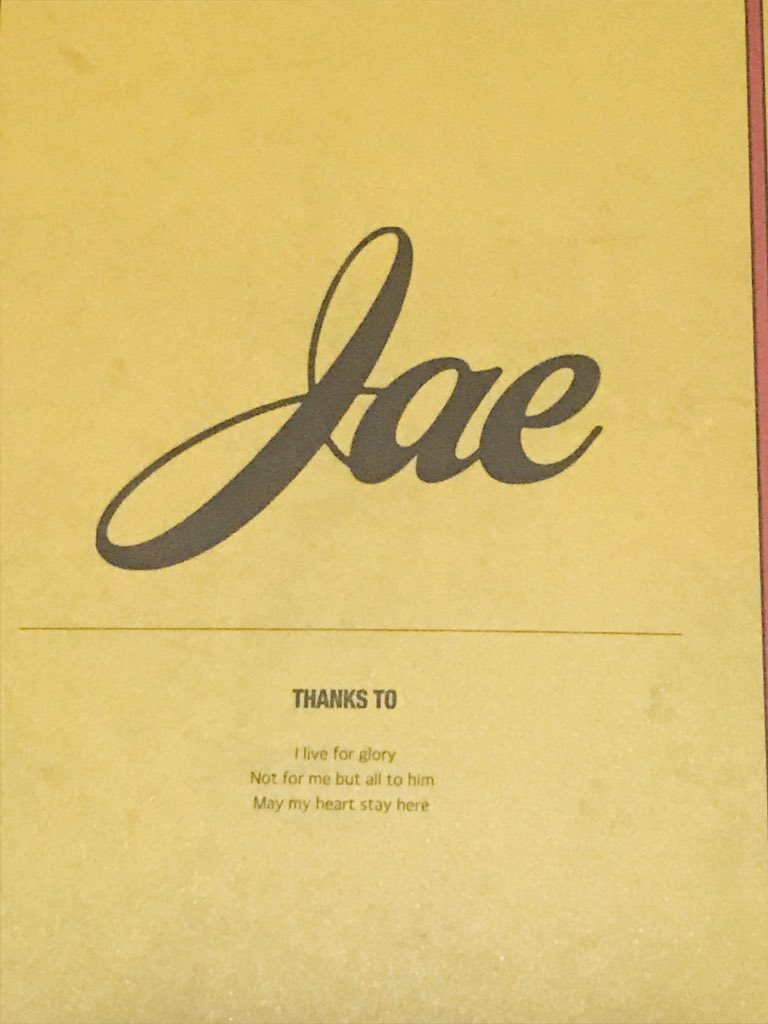 Jae
THANKS TO
I live for glory
Not for me but all to him
May my heart stay here